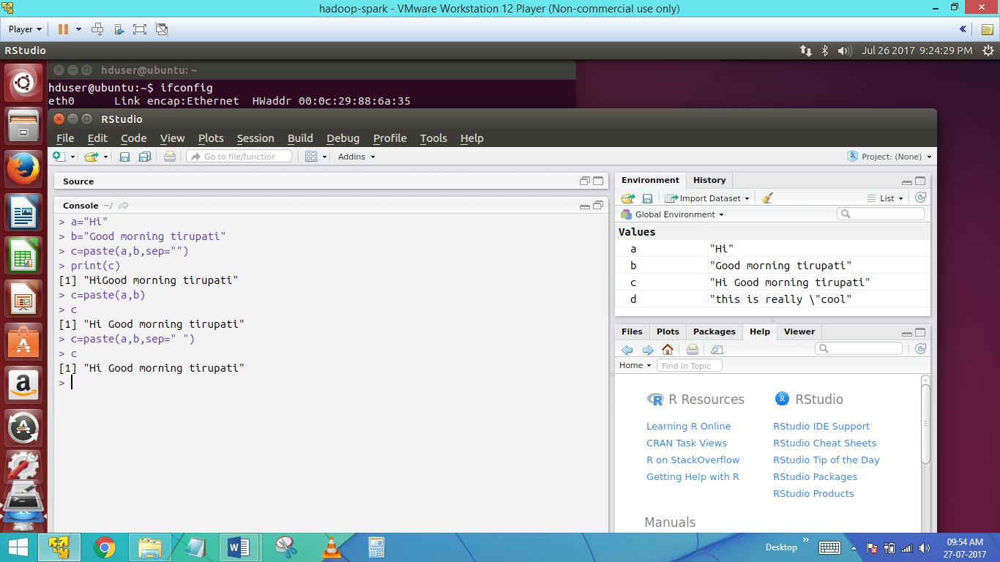 hadoop-spark - VMware Workstation 12 Player (Non-commercial use only)
Player
RStudio
Jul 26 2017 9:24:29 PM
hduser@ubuntu: ~
hduser@ubuntu:~$ ifconfig
eth0 Link encap:Ethernet HWaddr 00:0c:29:88:6a:35
RStudio
File Edit Code View Plots Session Build Debug Profile Tools Help
Go to file/function Addins Project: (None)
Source
Console ~/
> a="Hi"
> b="Good morning tirupati"
> c=paste(a,b,sep="")
> print(c)
[1] "HiGood morning tirupati"
> c=paste(a,b)
> c
[1] "Hi Good morning tirupati"
> c=paste(a,b,sep=" ")
> c
[1] "Hi Good morning tirupati"
>
Environment History
Import Dataset List
Global Environment
Values
a "Hi"
b "Good morning tirupati"
c "Hi Good morning tirupati"
d "this is really \"cool"
Files Plots Packages Help Viewer
Home Find in Topic
R Resources
Learning R Online
CRAN Task Views
R on StackOverflow
Getting Help with R
RStudio
RStudio IDE Support
RStudio Cheat Sheets
RStudio Tip of the Day
RStudio Packages
RStudio Products
Manuals
Desktop
09:54 AM
27-07-2017